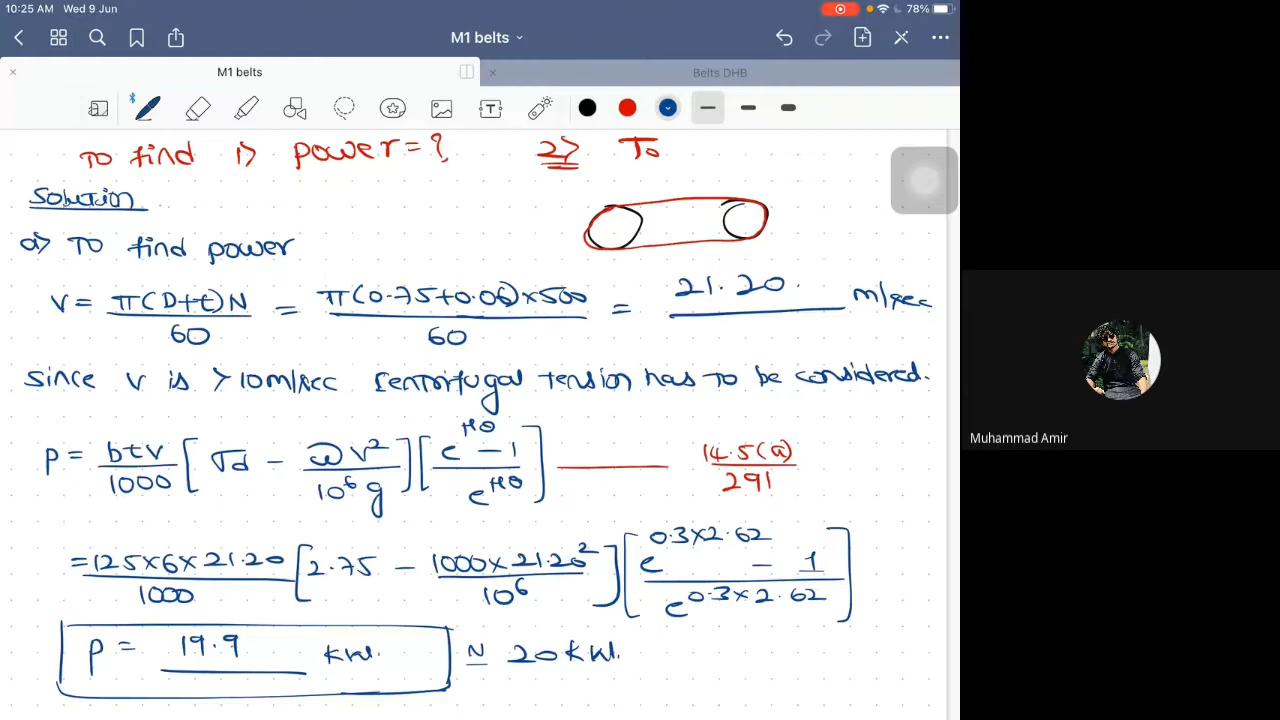 10:25 AM Wed 9 Jun 78%
M1 belts
M1 belts Belts DHB
To find 1> power=? 2> To
Solution
a> To find power
V = π(D+t)N / 60 = π(0.75+0.06)×500 / 60 = 21.20 m/sec
since v is >10m/sec centrifugal tension has to be considered.
P = btv / 1000 [ σd - ωv² / 10⁶g ] [ e^μθ - 1 / e^μθ ] 14.5(a) / 291
= 125×6×21.20 / 1000 [ 2.75 - 1000×21.20² / 10⁶ ] [ e^0.3×2.62 - 1 / e^0.3×2.62 ]
P = 19.9 kw. ≃ 20kw.
Muhammad Amir